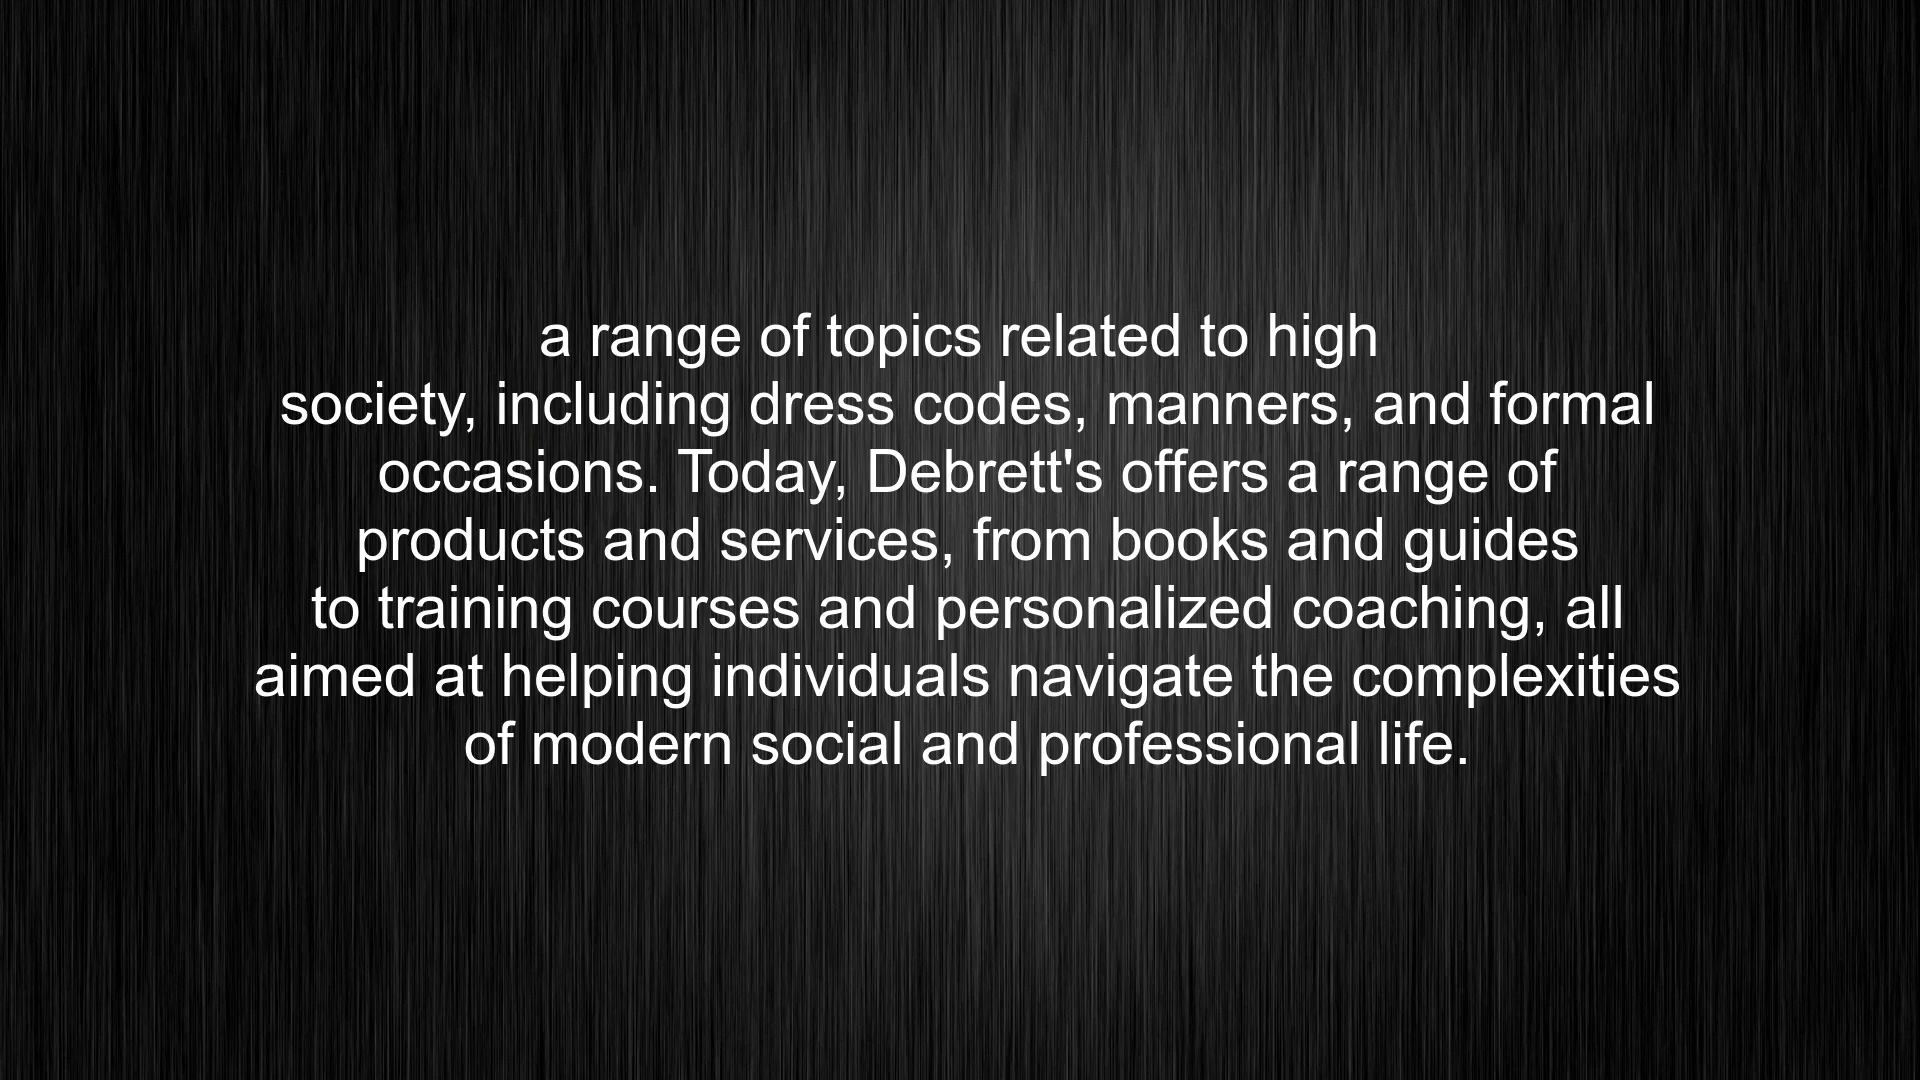 a range of topics related to high
society, including dress codes, manners, and formal
occasions. Today, Debrett's offers a range of
products and services, from books and guides
to training courses and personalized coaching, all
aimed at helping individuals navigate the complexities
of modern social and professional life.